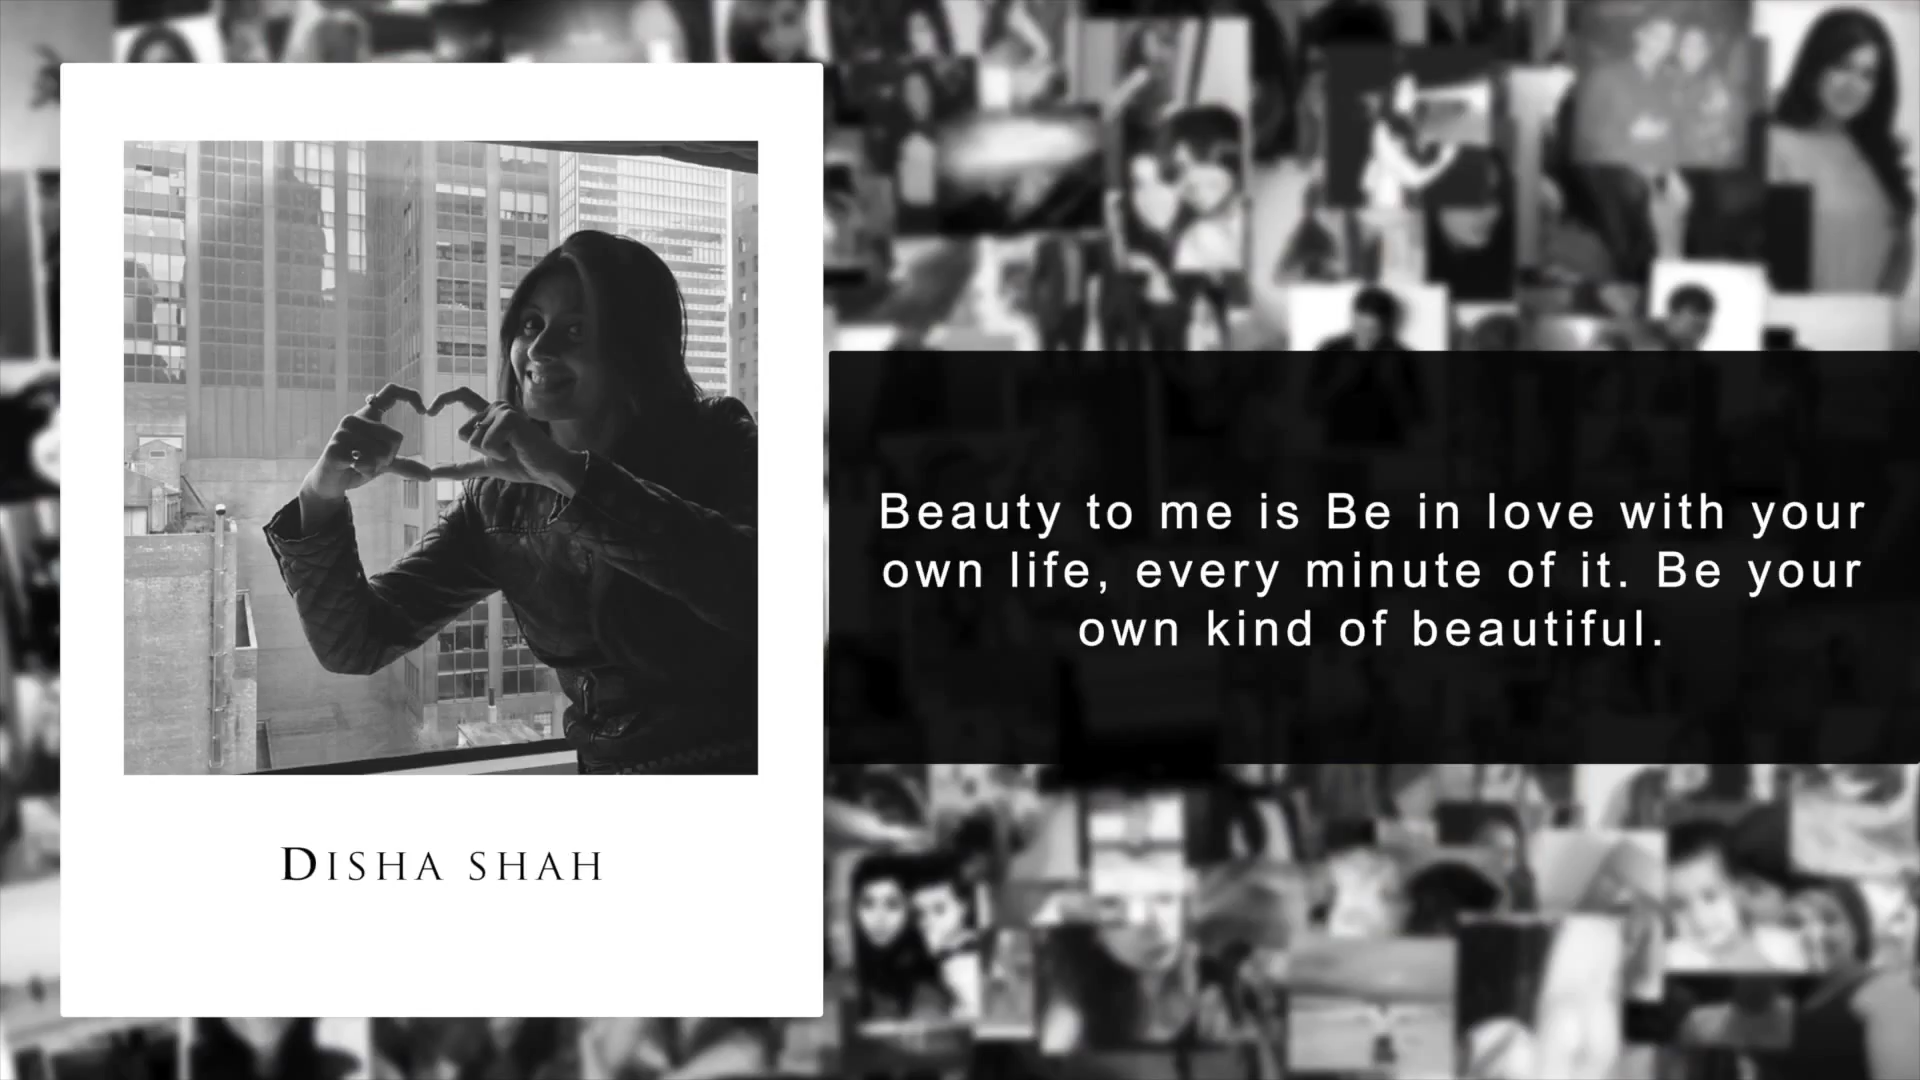 Beauty to me is Be in love with your
own life, every minute of it. Be your
own kind of beautiful.
DISHA SHAH